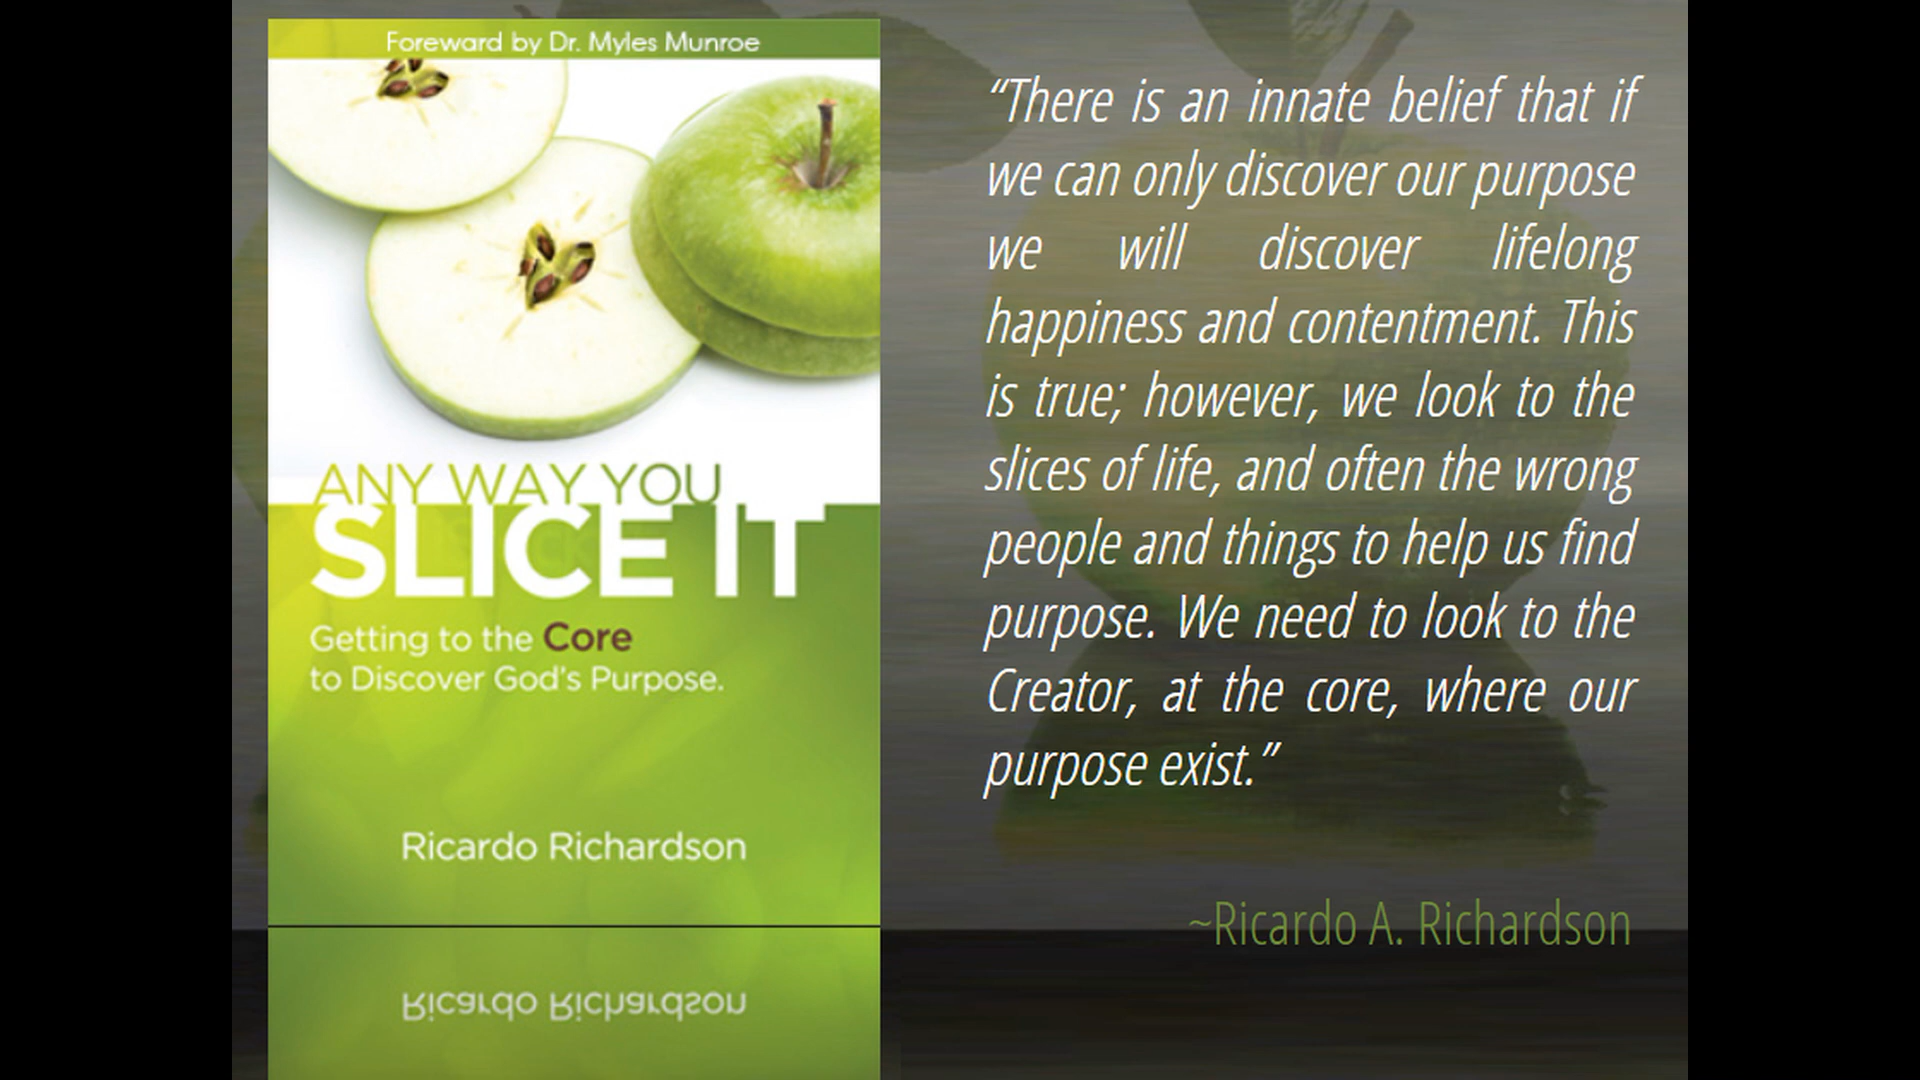 Foreward by Dr. Myles Munroe
ANY WAY YOU
SLICE IT
Getting to the Core
to Discover God's Purpose.
Ricardo Richardson
Ricardo Richardson
“There is an innate belief that if
we can only discover our purpose
we will discover lifelong
happiness and contentment. This
is true; however, we look to the
slices of life, and often the wrong
people and things to help us find
purpose. We need to look to the
Creator, at the core, where our
purpose exist.”
~Ricardo A. Richardson